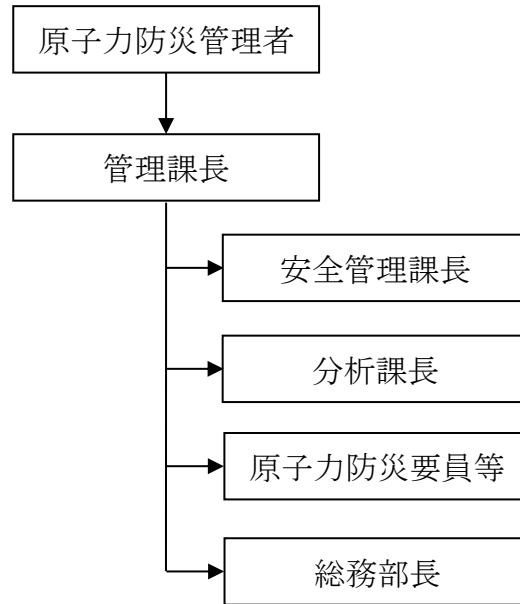 原子力防災管理者
管理課長
安全管理課長
分析課長
原子力防災要員等
総務部長